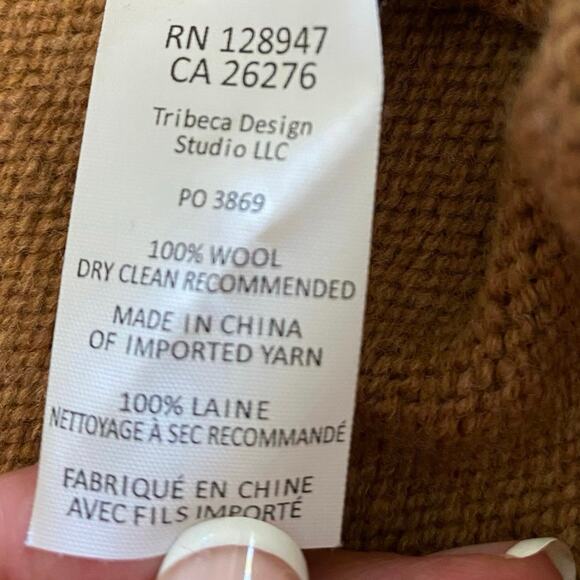 RN 128947
CA 26276
Tribeca Design
Studio LLC
PO 3869
100% WOOL
DRY CLEAN RECOMMENDED
MADE IN CHINA
OF IMPORTED YARN
100% LAINE
NETTOYAGE À SEC RECOMMANDÉ
FABRIQUÉ EN CHINE
AVEC FILS IMPORTÉ